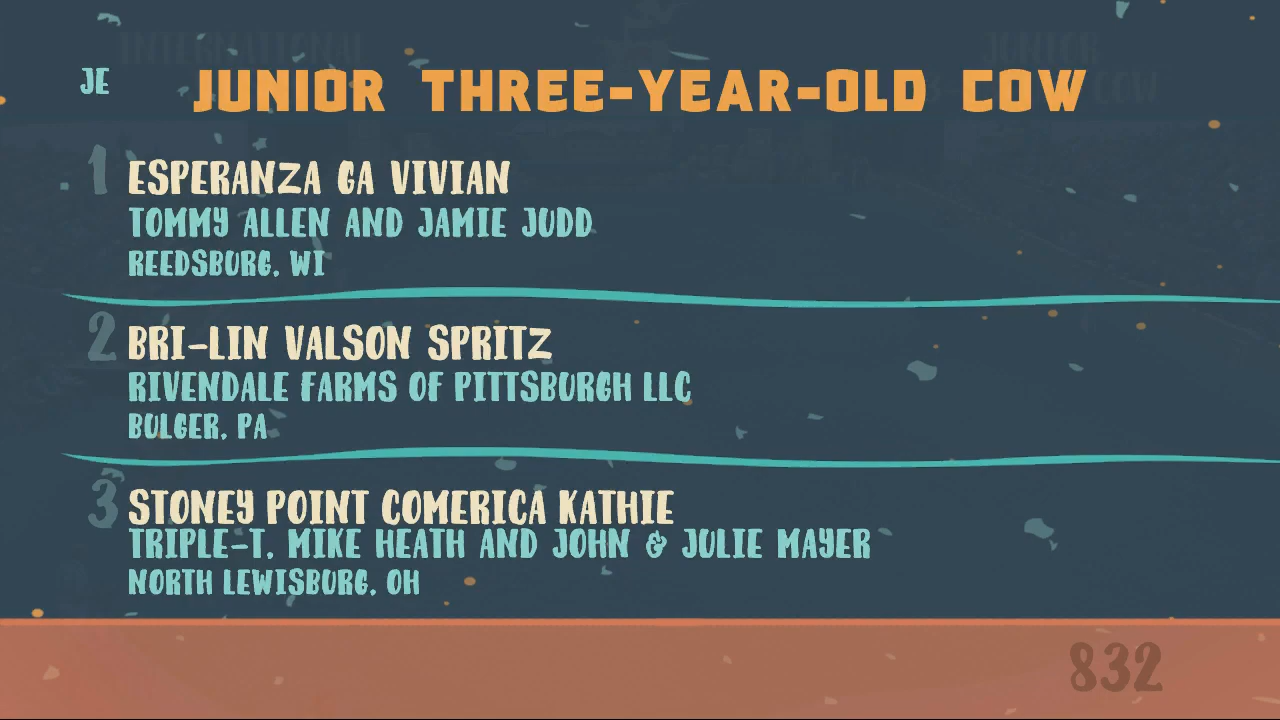 JE
JUNIOR THREE-YEAR-OLD COW
1
ESPERANZA GA VIVIAN
TOMMY ALLEN AND JAMIE JUDD
REEDSBURG, WI
2
BRI-LIN VALSON SPRITZ
RIVENDALE FARMS OF PITTSBURGH LLC
BULGER, PA
3
STONEY POINT COMERICA KATHIE
TRIPLE-T, MIKE HEATH AND JOHN & JULIE MAYER
NORTH LEWISBURG, OH
832